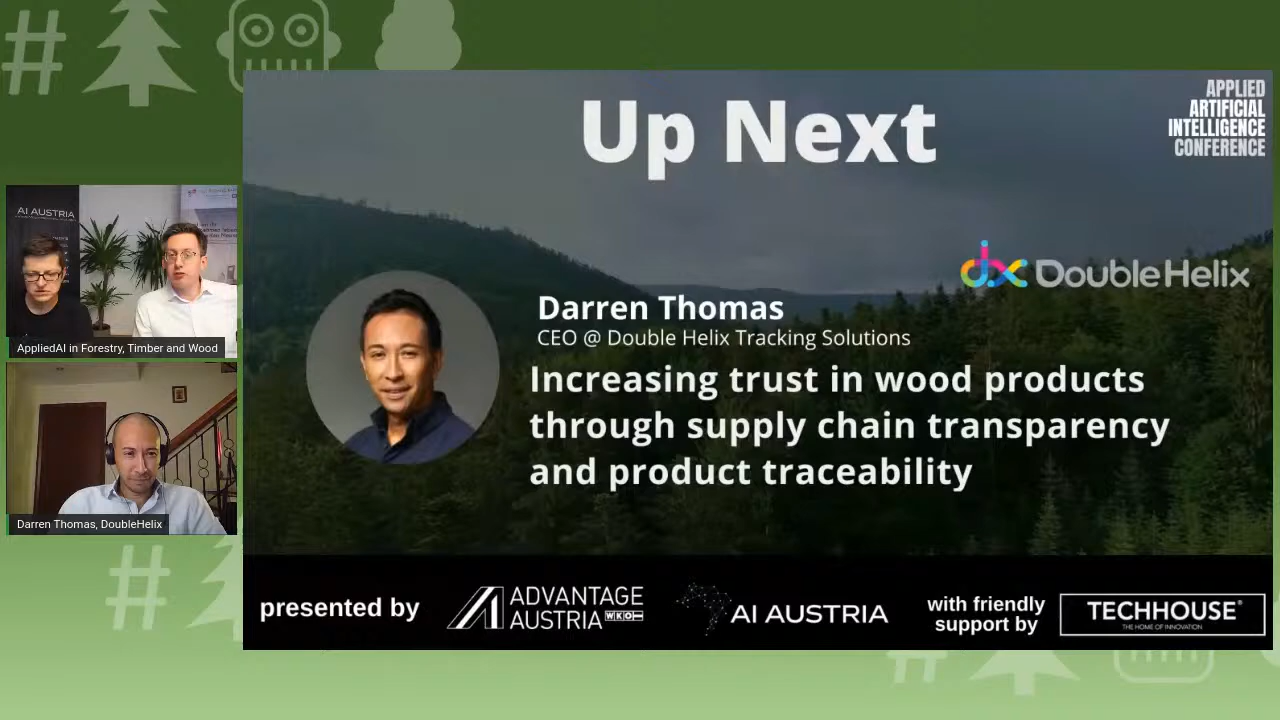 Up Next
APPLIED
ARTIFICIAL
INTELLIGENCE
CONFERENCE
AI AUSTRIA
AppliedAI in Forestry, Timber and Wood
Darren Thomas, DoubleHelix
dx DoubleHelix
Darren Thomas
CEO @ Double Helix Tracking Solutions
Increasing trust in wood products
through supply chain transparency
and product traceability
presented by
ADVANTAGE
AUSTRIA WKO
AI AUSTRIA
with friendly
support by
TECHHOUSE®
THE HOME OF INNOVATION